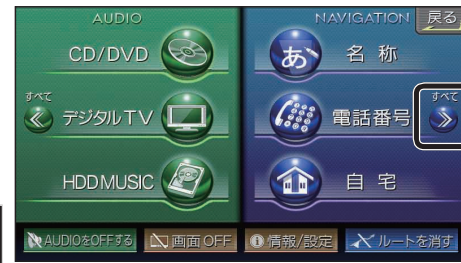 AUDIO
NAVIGATION
戻る
CD/DVD
あ
名 称
すべて
デジタルTV
電話番号
すべて
HDD MUSIC
自 宅
AUDIOをOFFする
画面OFF
情報/設定
ルートを消す